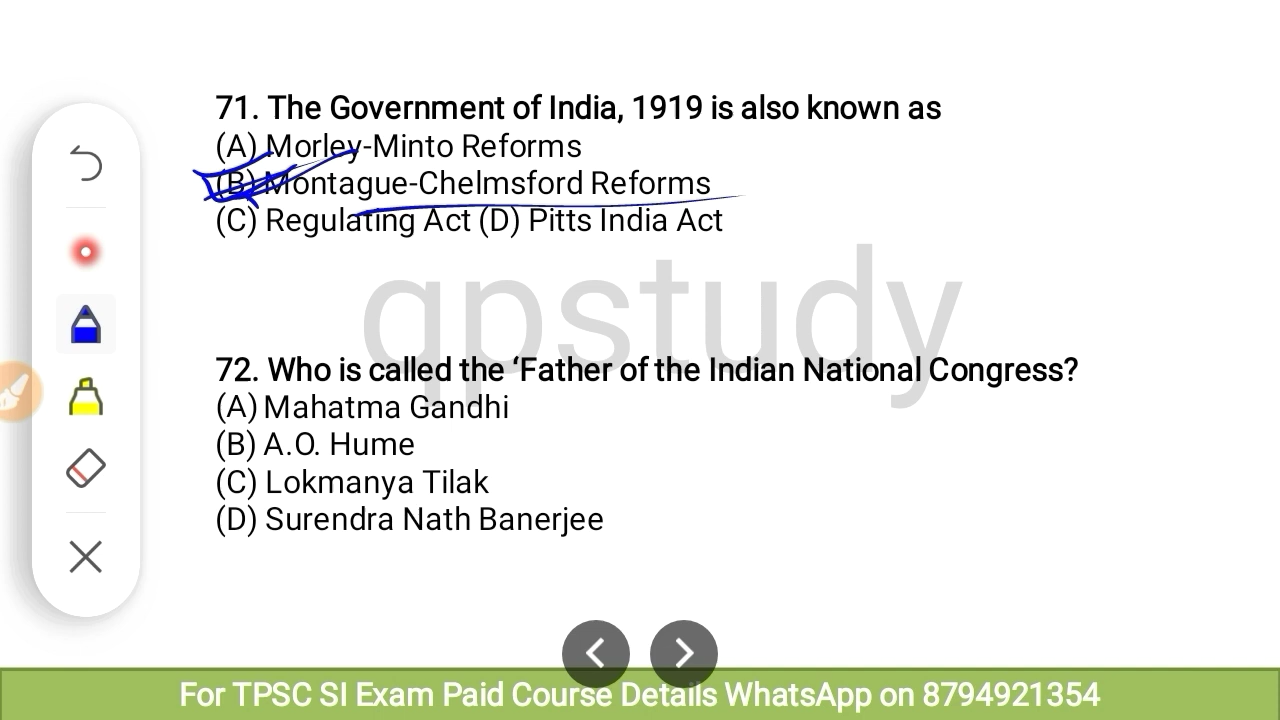 71. The Government of India, 1919 is also known as
(A) Morley-Minto Reforms
(B) Montague-Chelmsford Reforms
(C) Regulating Act (D) Pitts India Act
qpstudy
72. Who is called the ‘Father of the Indian National Congress?
(A) Mahatma Gandhi
(B) A.O. Hume
(C) Lokmanya Tilak
(D) Surendra Nath Banerjee
For TPSC SI Exam Paid Course Details WhatsApp on 8794921354